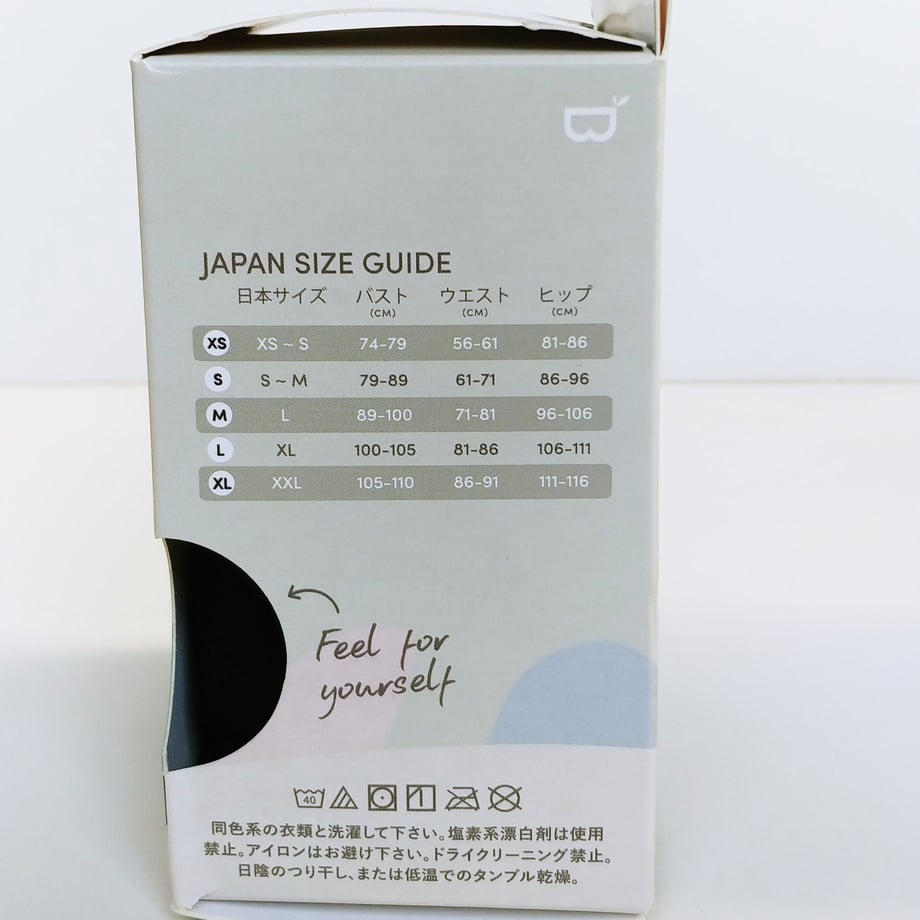 JAPAN SIZE GUIDE
日本サイズ バスト ウエスト ヒップ
(CM) (CM) (CM)
XS XS ~ S 74-79 56-61 81-86
S S ~ M 79-89 61-71 86-96
M L 89-100 71-81 96-106
L XL 100-105 81-86 106-111
XL XXL 105-110 86-91 111-116
Feel for
yourself
40
同色系の衣類と洗濯して下さい。塩素系漂白剤は使用
禁止。アイロンはお避け下さい。ドライクリーニング禁止。
日陰のつり干し、または低温でのタンブル乾燥。